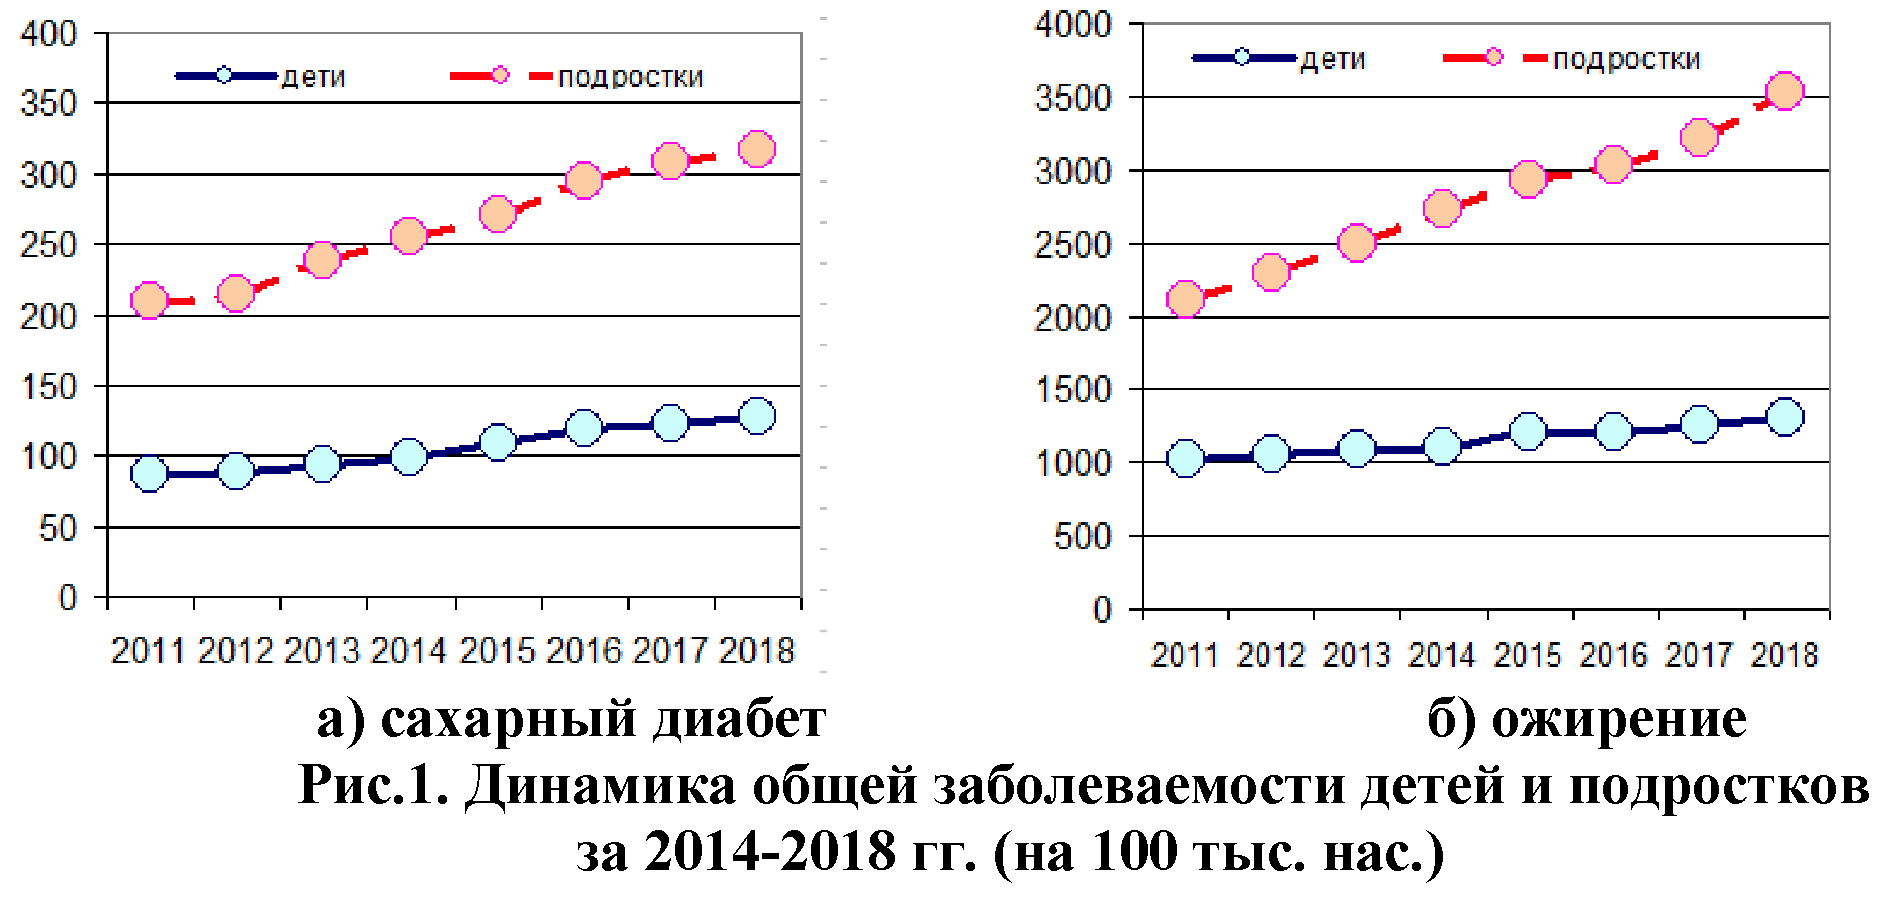 400
350
300
250
200
150
100
50
0
дети подростки
2011 2012 2013 2014 2015 2016 2017 2018
4000
3500
3000
2500
2000
1500
1000
500
0
дети подростки
2011 2012 2013 2014 2015 2016 2017 2018
а) сахарный диабет б) ожирение
Рис.1. Динамика общей заболеваемости детей и подростков
за 2014-2018 гг. (на 100 тыс. нас.)